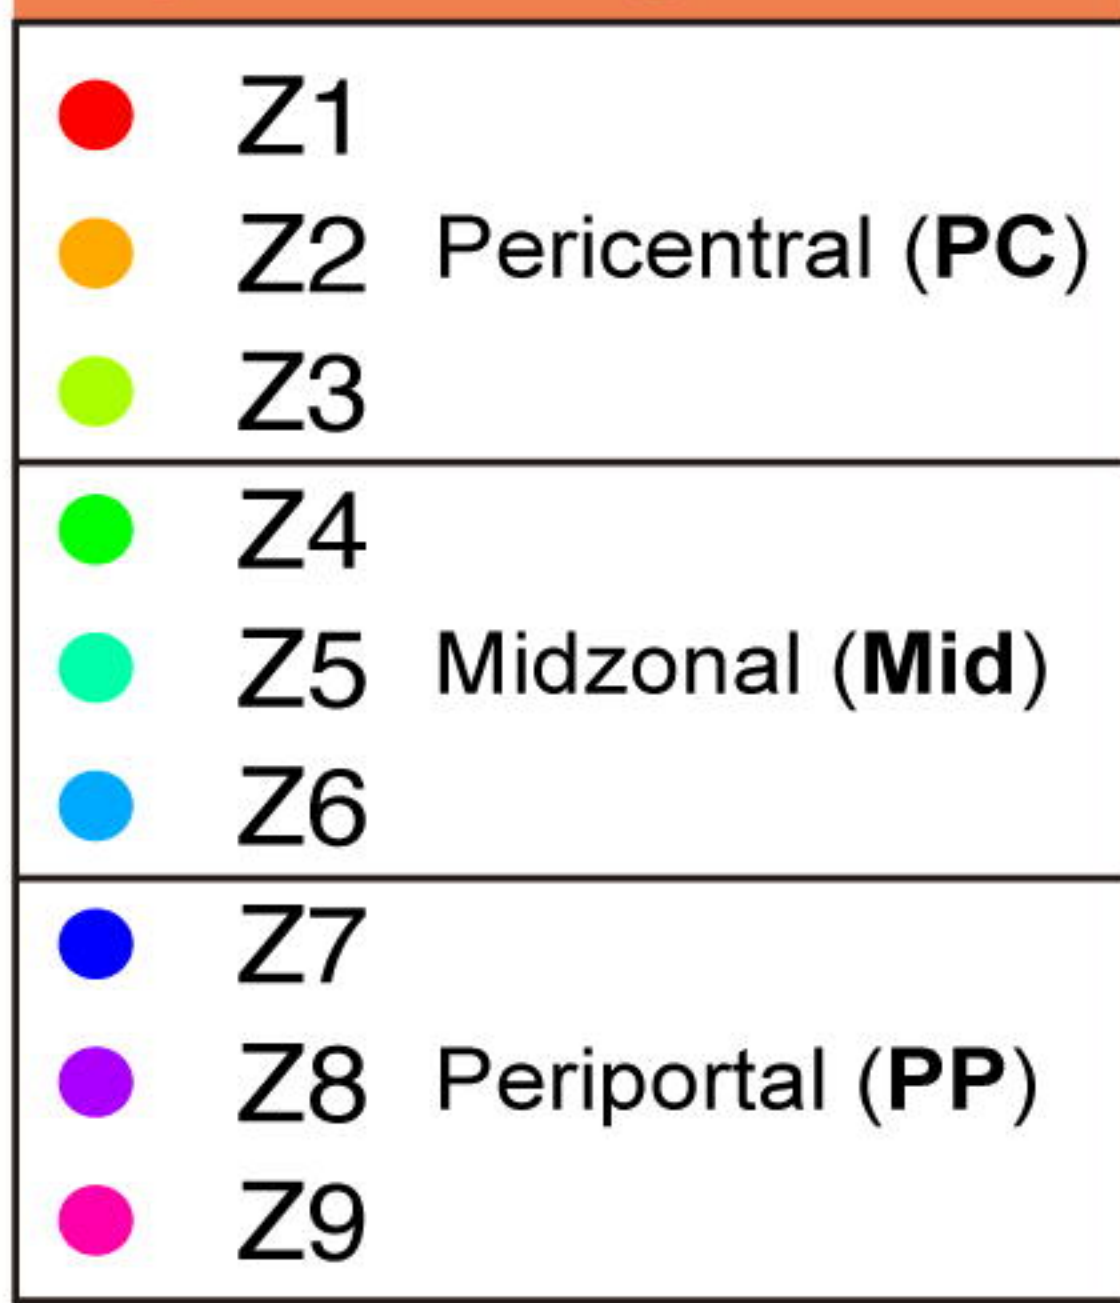 Z1
Z2 Pericentral (PC)
Z3
Z4
Z5 Midzonal (Mid)
Z6
Z7
Z8 Periportal (PP)
Z9